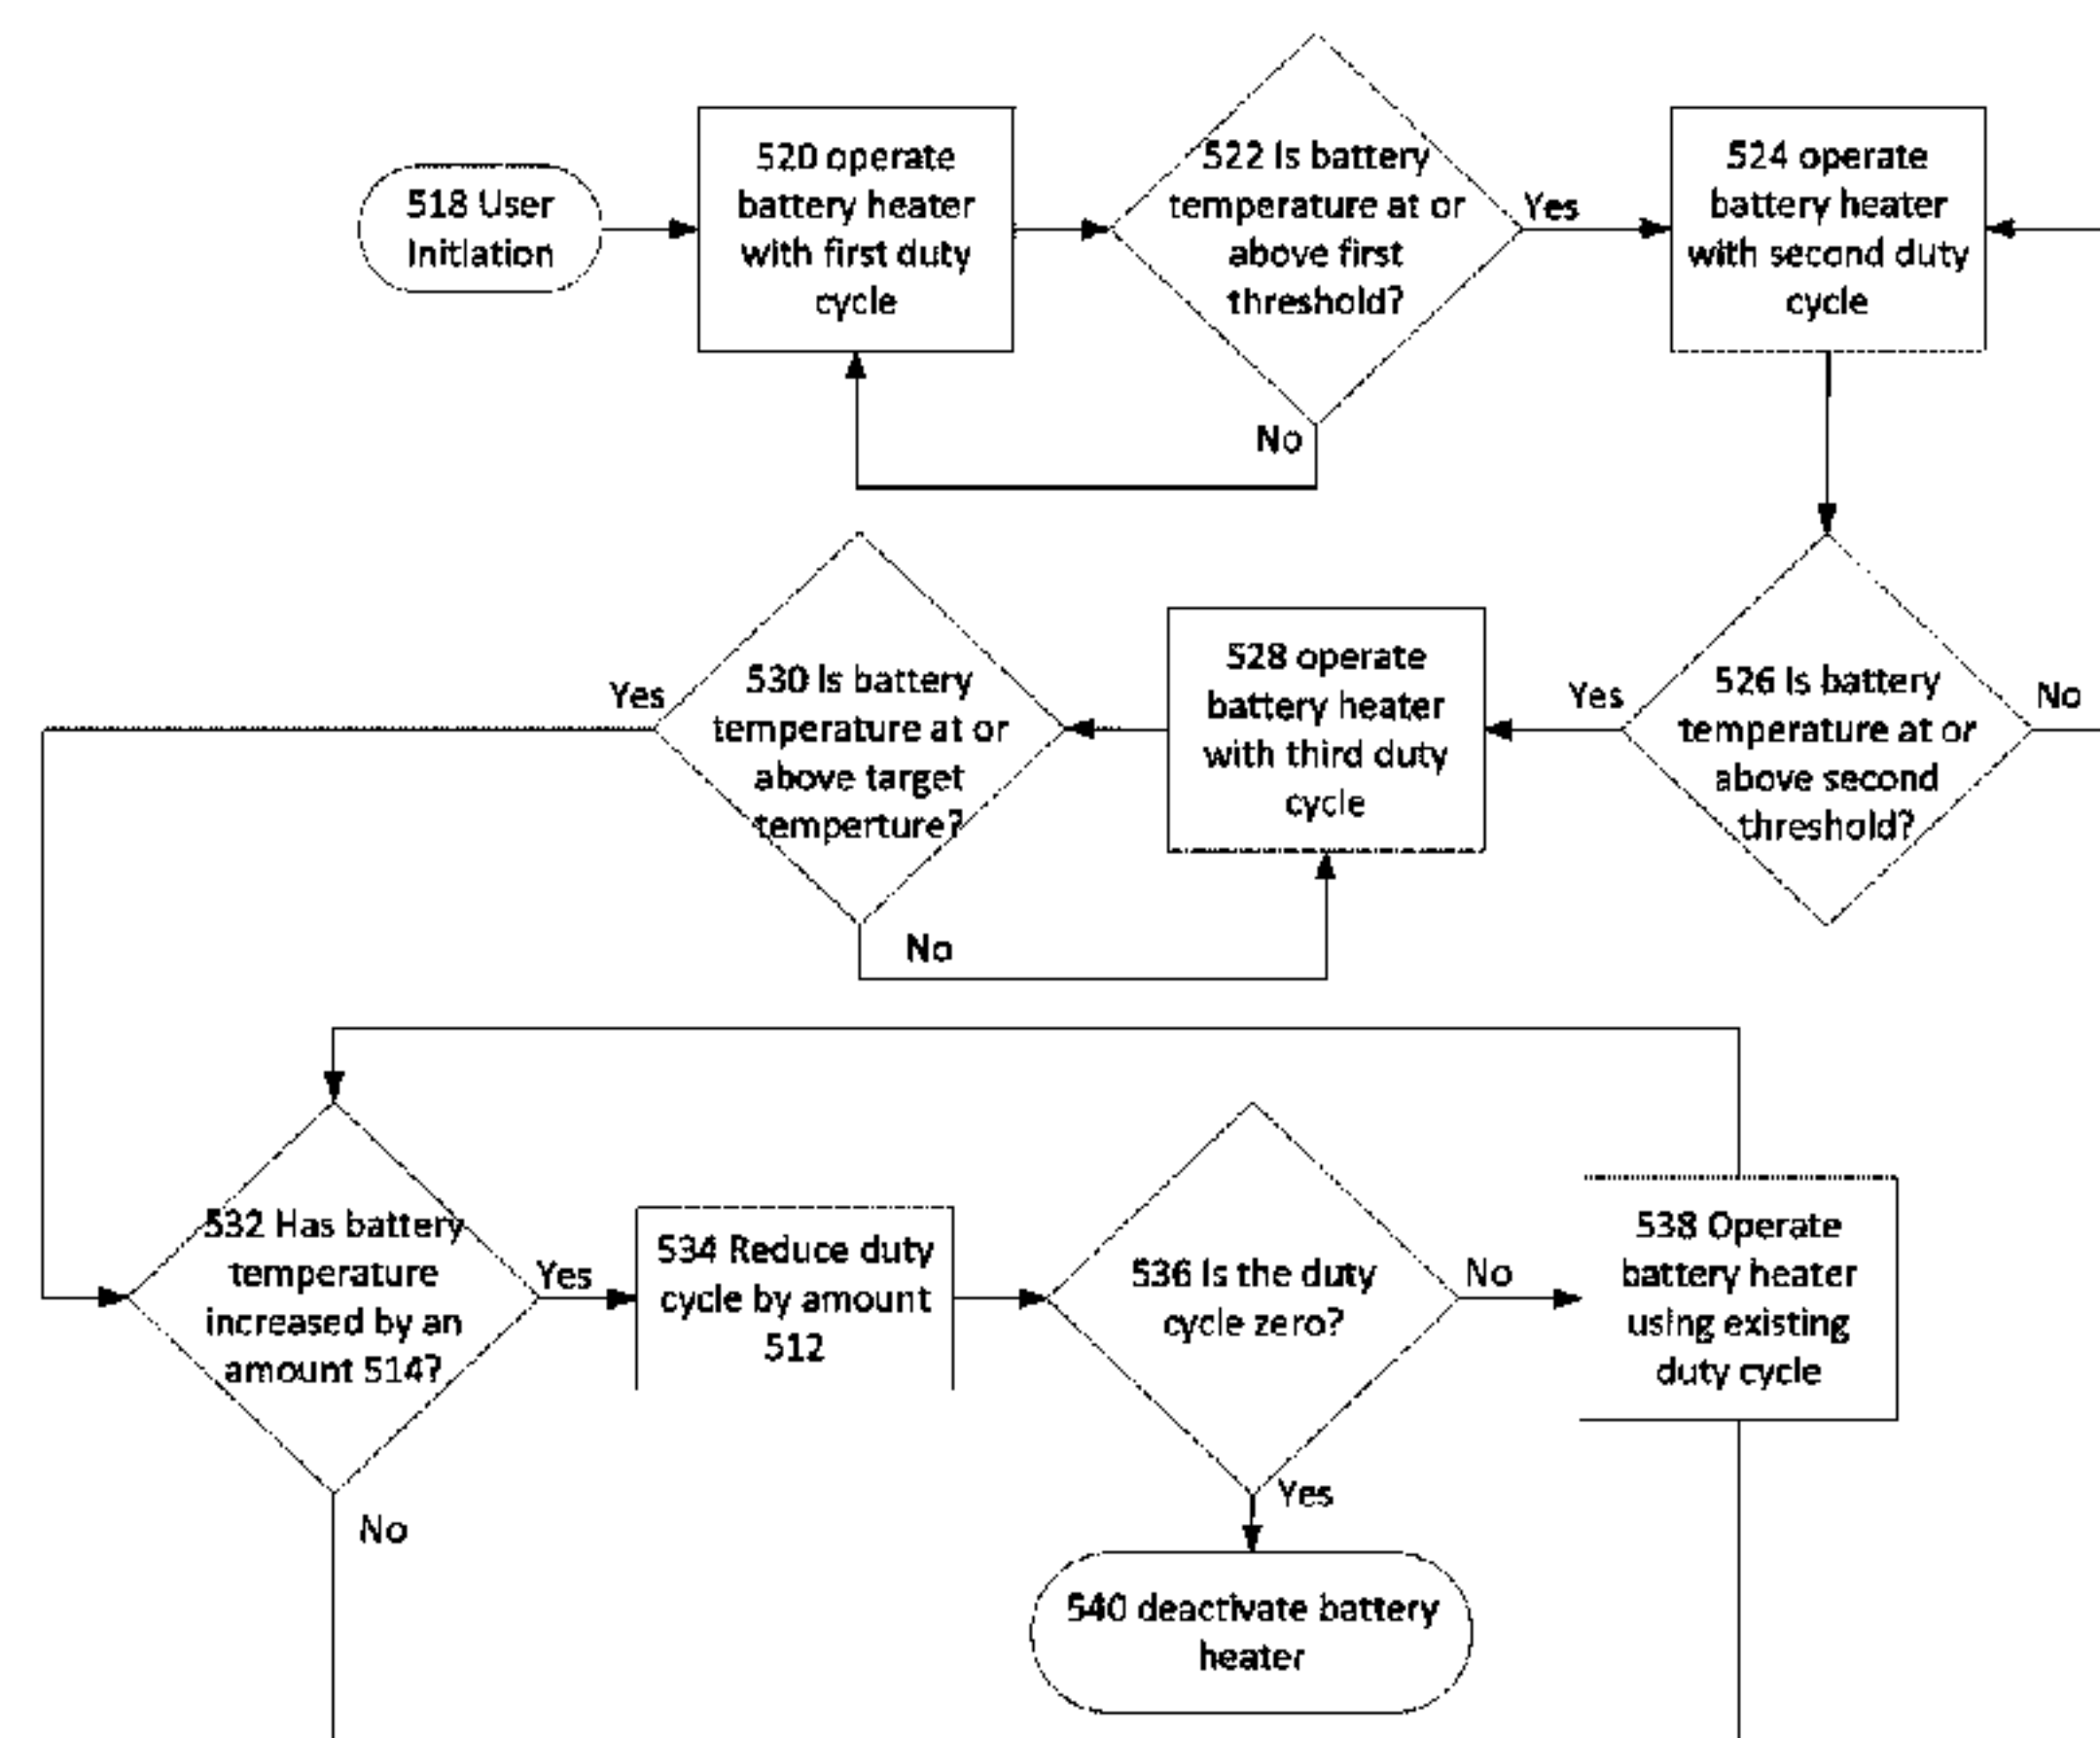 518 User
Initiation
520 operate
battery heater
with first duty
cycle
522 Is battery
temperature at or
above first
threshold?
Yes
No
524 operate
battery heater
with second duty
cycle
526 Is battery
temperature at or
above second
threshold?
No
Yes
528 operate
battery heater
with third duty
cycle
530 Is battery
temperature at or
above target
temperture?
Yes
No
532 Has battery
temperature
increased by an
amount 514?
Yes
No
534 Reduce duty
cycle by amount
512
536 Is the duty
cycle zero?
No
Yes
538 Operate
battery heater
using existing
duty cycle
540 deactivate battery
heater